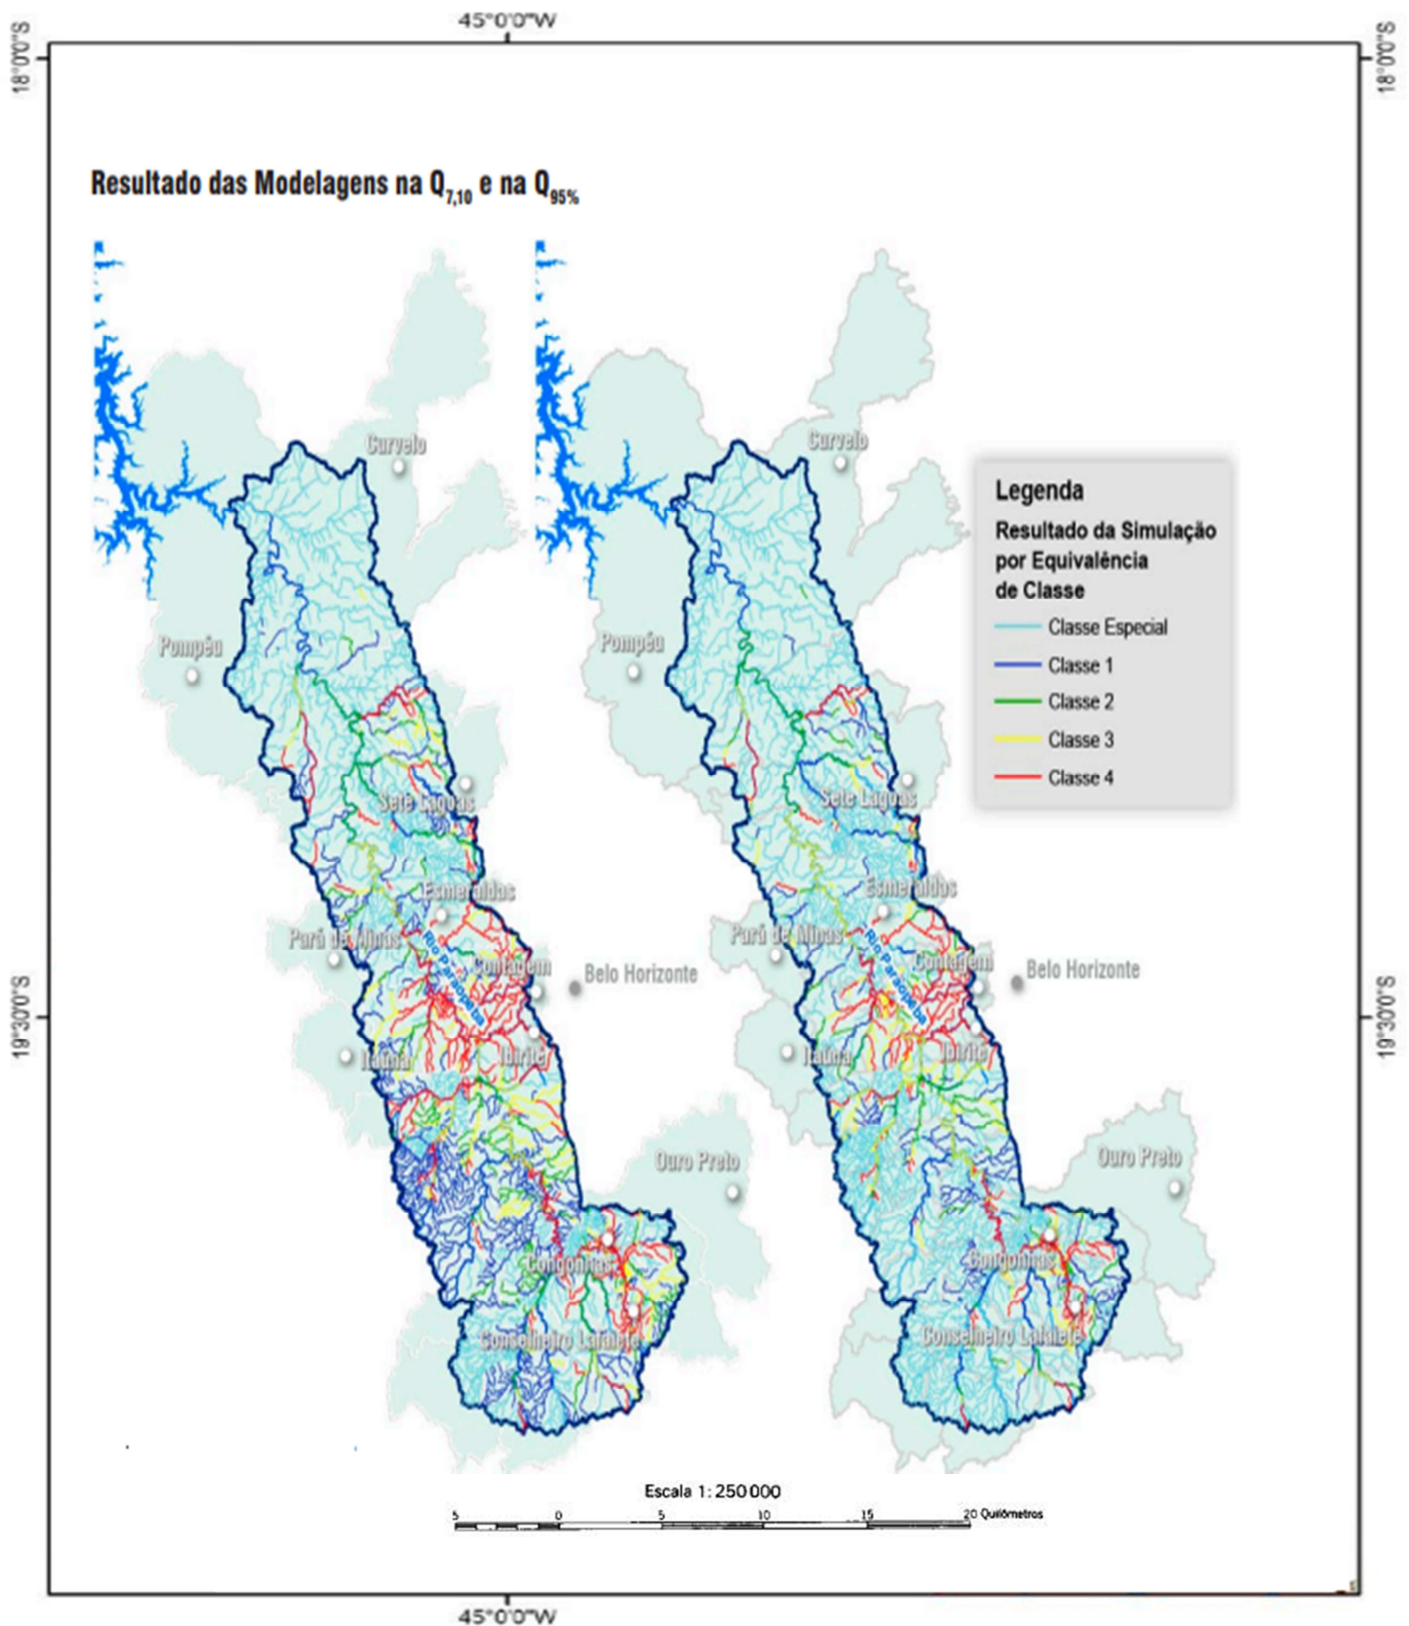 45°0'0"W
18°0'0"S
18°0'0"S
Resultado das Modelagens na Q7,10 e na Q95%
Curvelo
Curvelo
Legenda
Resultado da Simulação
por Equivalência
de Classe
Classe Especial
Classe 1
Classe 2
Classe 3
Classe 4
Pompéu
Pompéu
Sete Lagoas
Sete Lagoas
Esmeraldas
Esmeraldas
Pará de Minas
Pará de Minas
Rio Paraopeba
Rio Paraopeba
Contagem
Contagem
Belo Horizonte
Belo Horizonte
19°30'0"S
19°30'0"S
Itaúna
Ibirité
Itaúna
Ibirité
Ouro Preto
Ouro Preto
Congonhas
Congonhas
Conselheiro Lafaiete
Conselheiro Lafaiete
Escala 1: 250 000
5 0 5 10 15 20 Quilômetros
45°0'0"W